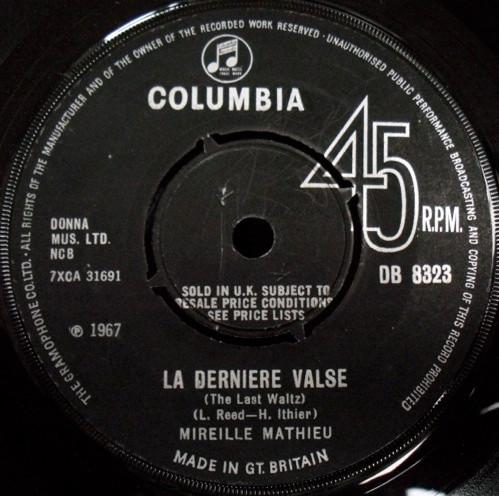 THE GRAMOPHONE CO. LTD. · ALL RIGHTS OF THE MANUFACTURER AND OF THE OWNER OF THE RECORDED WORK RESERVED · UNAUTHORISED PUBLIC PERFORMANCE BROADCASTING AND COPYING OF THIS RECORD PROHIBITED
COLUMBIA
45
R.P.M.
DONNA
MUS. LTD.
NCB
7XCA 31691
DB 8323
SOLD IN U.K. SUBJECT TO
RESALE PRICE CONDITIONS
SEE PRICE LISTS
℗ 1967
LA DERNIERE VALSE
(The Last Waltz)
(L. Reed—H. Ithier)
MIREILLE MATHIEU
MADE IN GT. BRITAIN